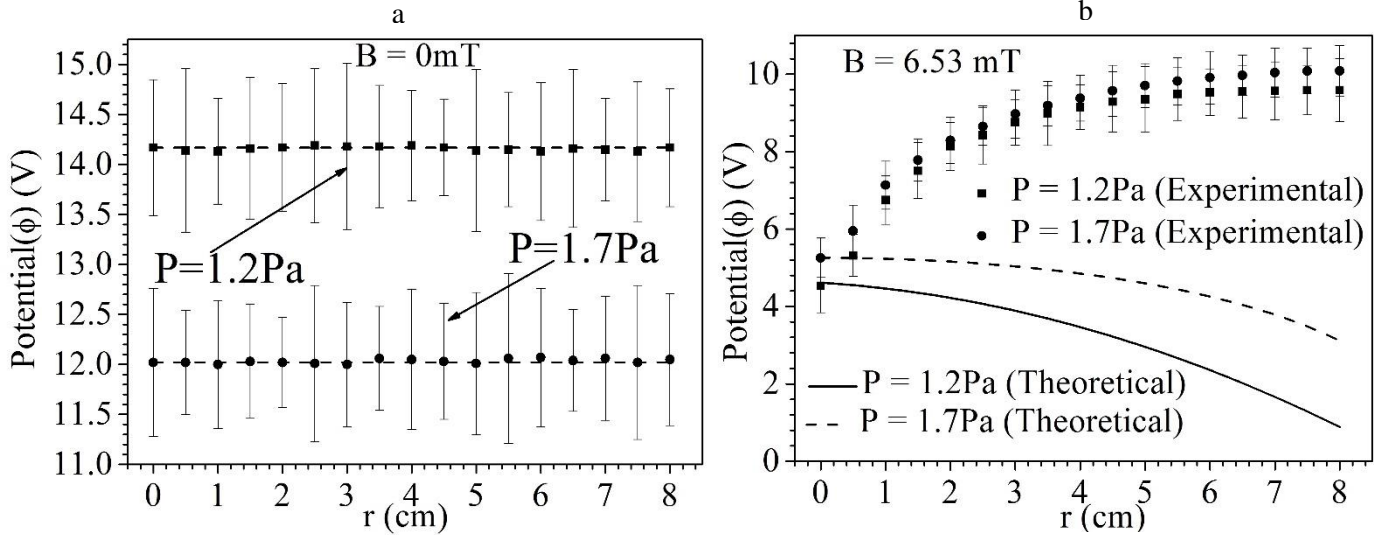 a
B = 0mT
15.0
14.5
14.0
13.5
13.0
12.5
12.0
11.5
11.0
Potential(ϕ) (V)
P=1.2Pa
P=1.7Pa
0 1 2 3 4 5 6 7 8
r (cm)
b
B = 6.53 mT
10
8
6
4
2
0
Potential(ϕ) (V)
P = 1.2Pa (Experimental)
P = 1.7Pa (Experimental)
P = 1.2Pa (Theoretical)
P = 1.7Pa (Theoretical)
0 1 2 3 4 5 6 7 8
r (cm)